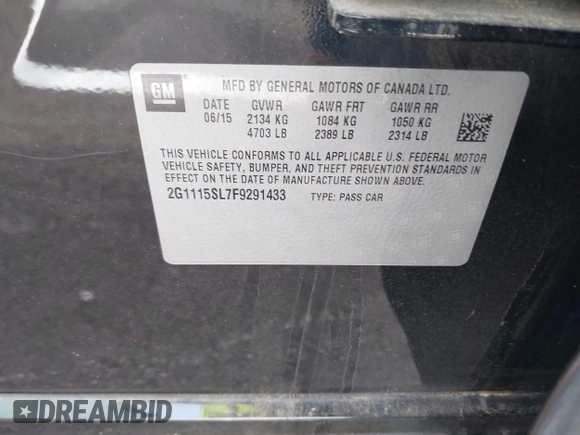 GM
MFD BY GENERAL MOTORS OF CANADA LTD.
DATE GVWR GAWR FRT GAWR RR
06/15 2134 KG 1084 KG 1050 KG
4703 LB 2389 LB 2314 LB
THIS VEHICLE CONFORMS TO ALL APPLICABLE U.S. FEDERAL MOTOR
VEHICLE SAFETY, BUMPER, AND THEFT PREVENTION STANDARDS
IN EFFECT ON THE DATE OF MANUFACTURE SHOWN ABOVE.
2G1115SL7F9291433 TYPE: PASS CAR
DREAMBID